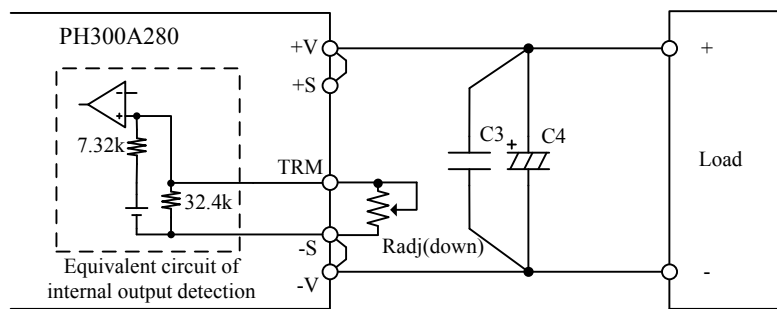 PH300A280
+V
+S
-
+
7.32k
TRM
32.4k
-S
-V
Radj(down)
Equivalent circuit of
internal output detection
C3
+
C4
+
Load
-